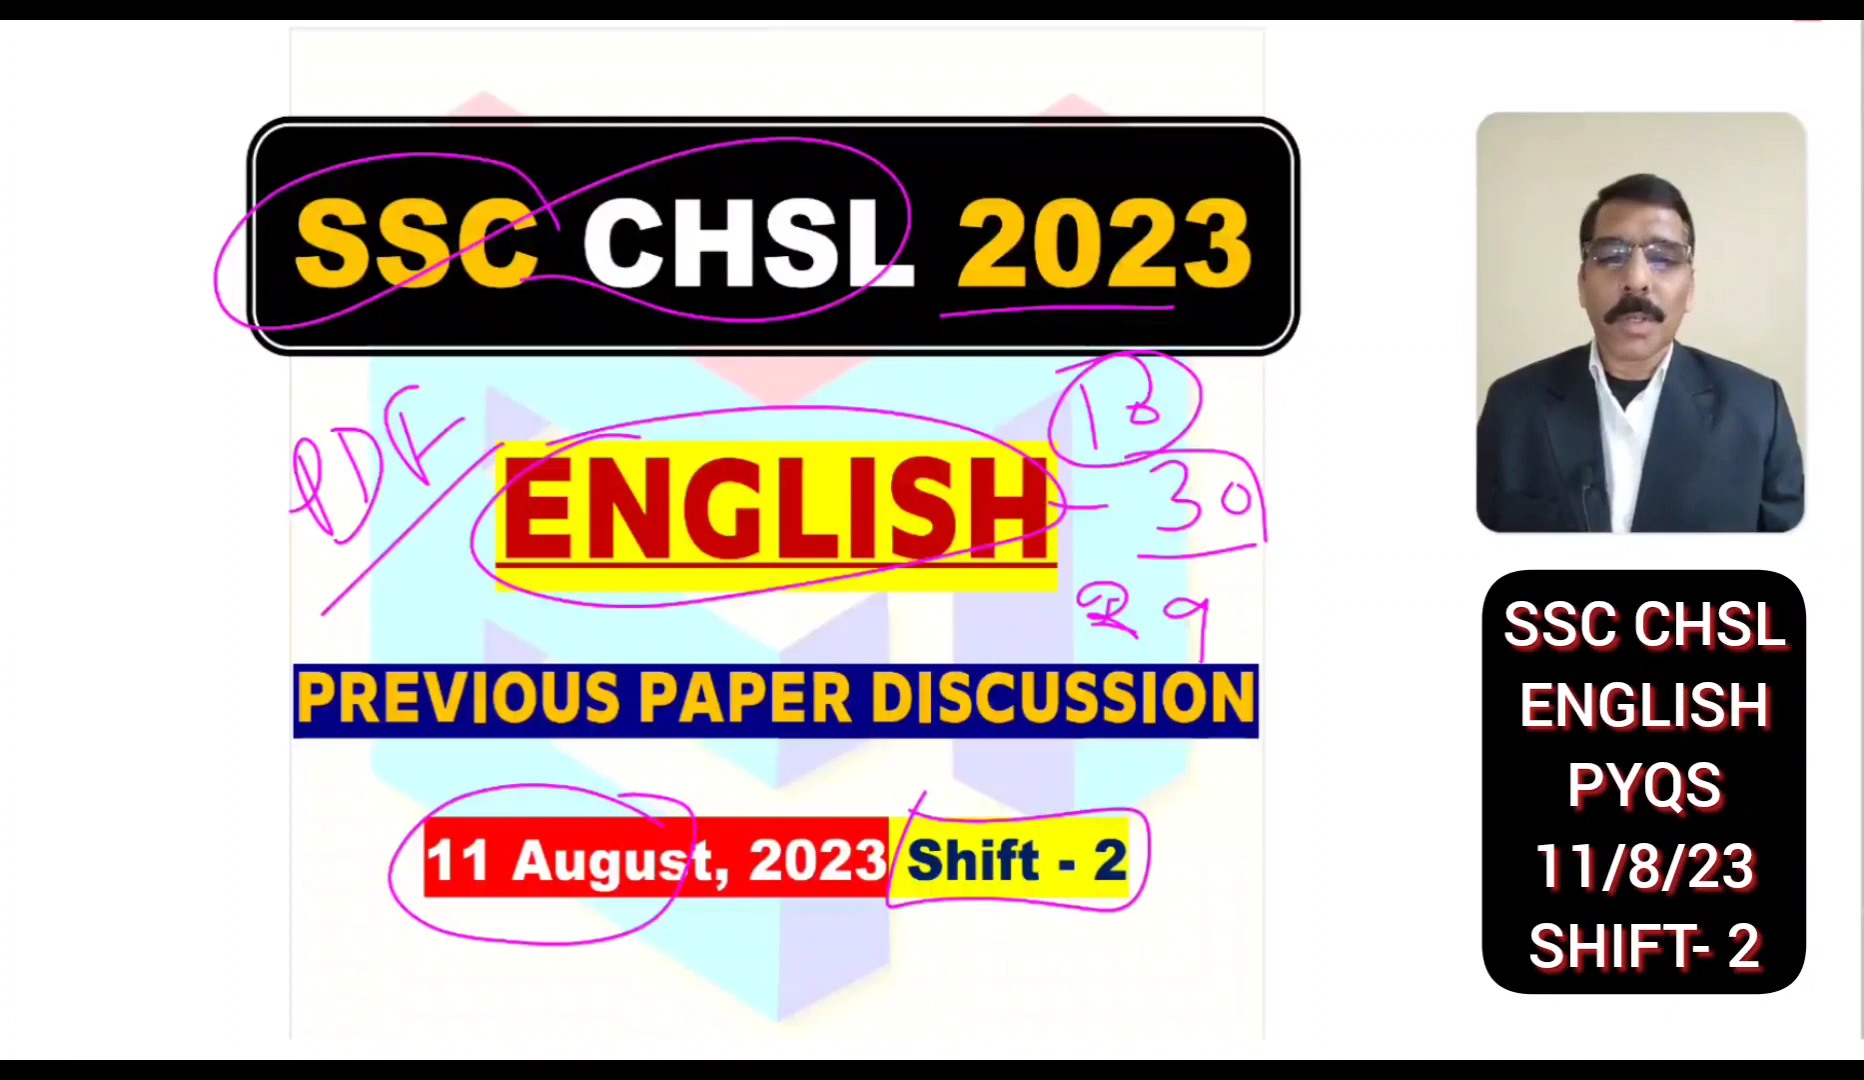 SSC CHSL 2023
PDF
ENGLISH - 30
PREVIOUS PAPER DISCUSSION
11 August, 2023 Shift - 2
SSC CHSL
ENGLISH
PYQS
11/8/23
SHIFT- 2